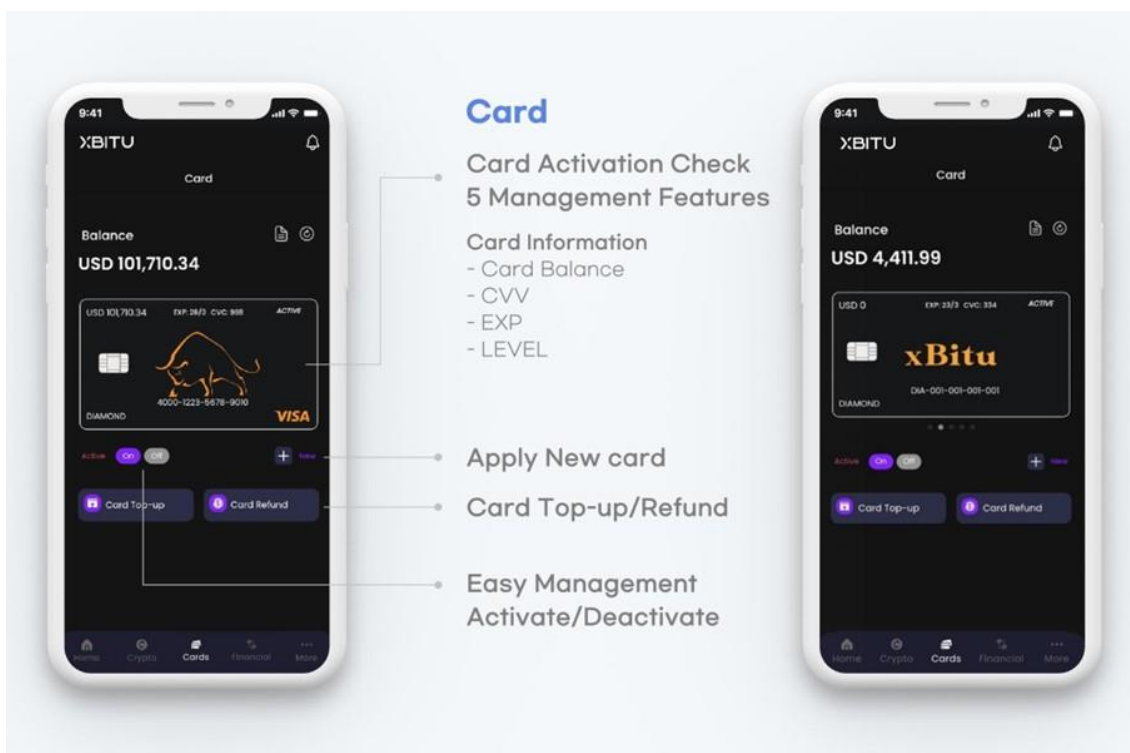 9:41
XBITU
Card
Balance
USD 101,710.34
USD 101,710.34 EXP: 28/3 CVC: 998 ACTIVE
4000-1223-5678-9010
DIAMOND VISA
Active On Off + New
Card Top-up Card Refund
Home Crypto Cards Financial More
Card
Card Activation Check
5 Management Features
Card Information
- Card Balance
- CVV
- EXP
- LEVEL
Apply New card
Card Top-up/Refund
Easy Management
Activate/Deactivate
9:41
XBITU
Card
Balance
USD 4,411.99
USD 0 EXP: 23/3 CVC: 334 ACTIVE
xBitu
DIA-001-001-001-001
DIAMOND
Active On Off + New
Card Top-up Card Refund
Home Crypto Cards Financial More